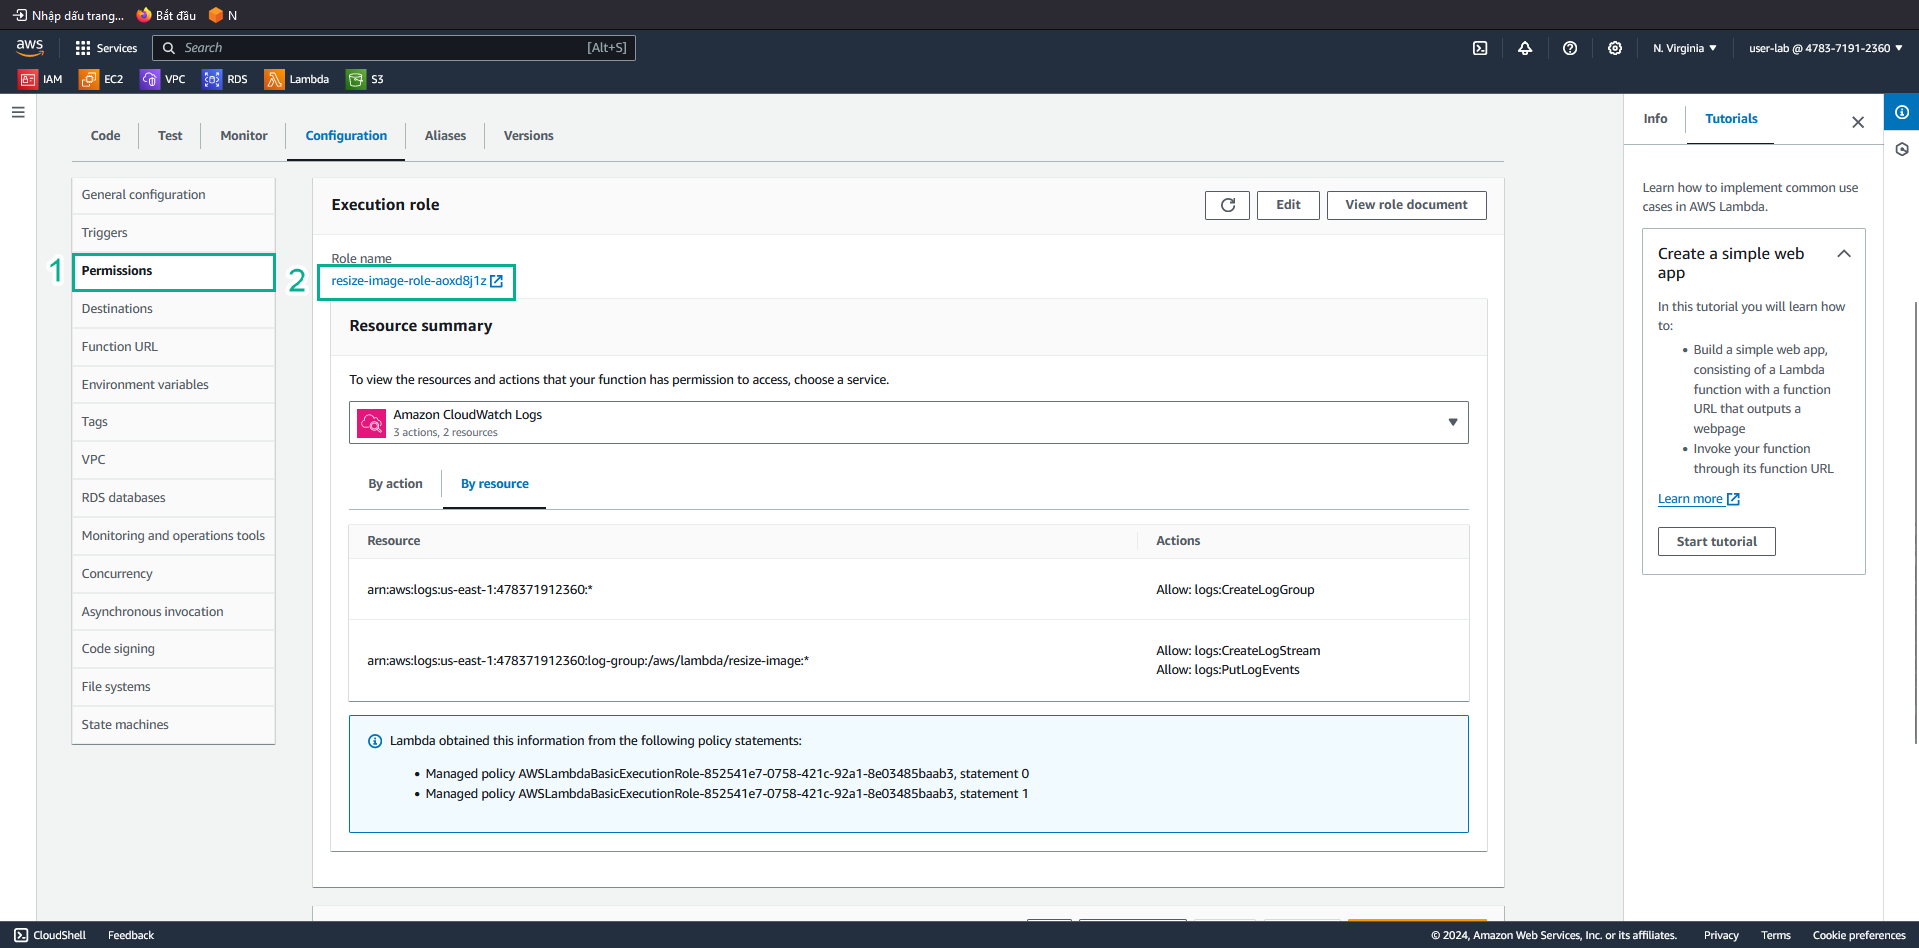 Nhập dấu trang... Bắt đầu N
aws Services Search [Alt+S] N. Virginia user-lab @ 4783-7191-2360
IAM EC2 VPC RDS Lambda S3
Code Test Monitor Configuration Aliases Versions
General configuration
Triggers
1 Permissions
Destinations
Function URL
Environment variables
Tags
VPC
RDS databases
Monitoring and operations tools
Concurrency
Asynchronous invocation
Code signing
File systems
State machines
Execution role
Edit View role document
Role name
2 resize-image-role-aoxd8j1z
Resource summary
To view the resources and actions that your function has permission to access, choose a service.
Amazon CloudWatch Logs
3 actions, 2 resources
By action By resource
Resource Actions
arn:aws:logs:us-east-1:478371912360:* Allow: logs:CreateLogGroup
arn:aws:logs:us-east-1:478371912360:log-group:/aws/lambda/resize-image:* Allow: logs:CreateLogStream
Allow: logs:PutLogEvents
Lambda obtained this information from the following policy statements:
• Managed policy AWSLambdaBasicExecutionRole-852541e7-0758-421c-92a1-8e03485baab3, statement 0
• Managed policy AWSLambdaBasicExecutionRole-852541e7-0758-421c-92a1-8e03485baab3, statement 1
Info Tutorials
Learn how to implement common use
cases in AWS Lambda.
Create a simple web
app
In this tutorial you will learn how
to:
• Build a simple web app,
consisting of a Lambda
function with a function
URL that outputs a
webpage
• Invoke your function
through its function URL
Learn more
Start tutorial
CloudShell Feedback © 2024, Amazon Web Services, Inc. or its affiliates. Privacy Terms Cookie preferences